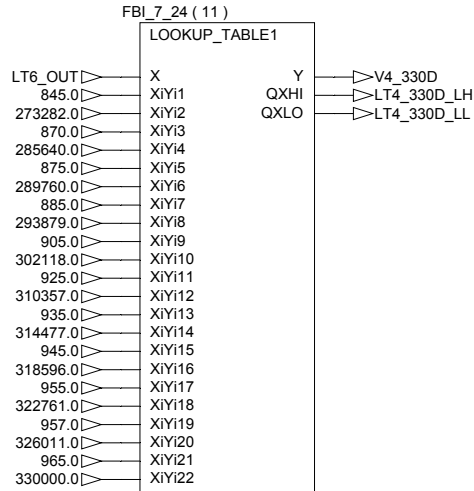 FBI_7_24 ( 11 )
LOOKUP_TABLE1
LT6_OUT X Y V4_330D
845.0 XiYi1 QXHI LT4_330D_LH
273282.0 XiYi2 QXLO LT4_330D_LL
870.0 XiYi3
285640.0 XiYi4
875.0 XiYi5
289760.0 XiYi6
885.0 XiYi7
293879.0 XiYi8
905.0 XiYi9
302118.0 XiYi10
925.0 XiYi11
310357.0 XiYi12
935.0 XiYi13
314477.0 XiYi14
945.0 XiYi15
318596.0 XiYi16
955.0 XiYi17
322761.0 XiYi18
957.0 XiYi19
326011.0 XiYi20
965.0 XiYi21
330000.0 XiYi22